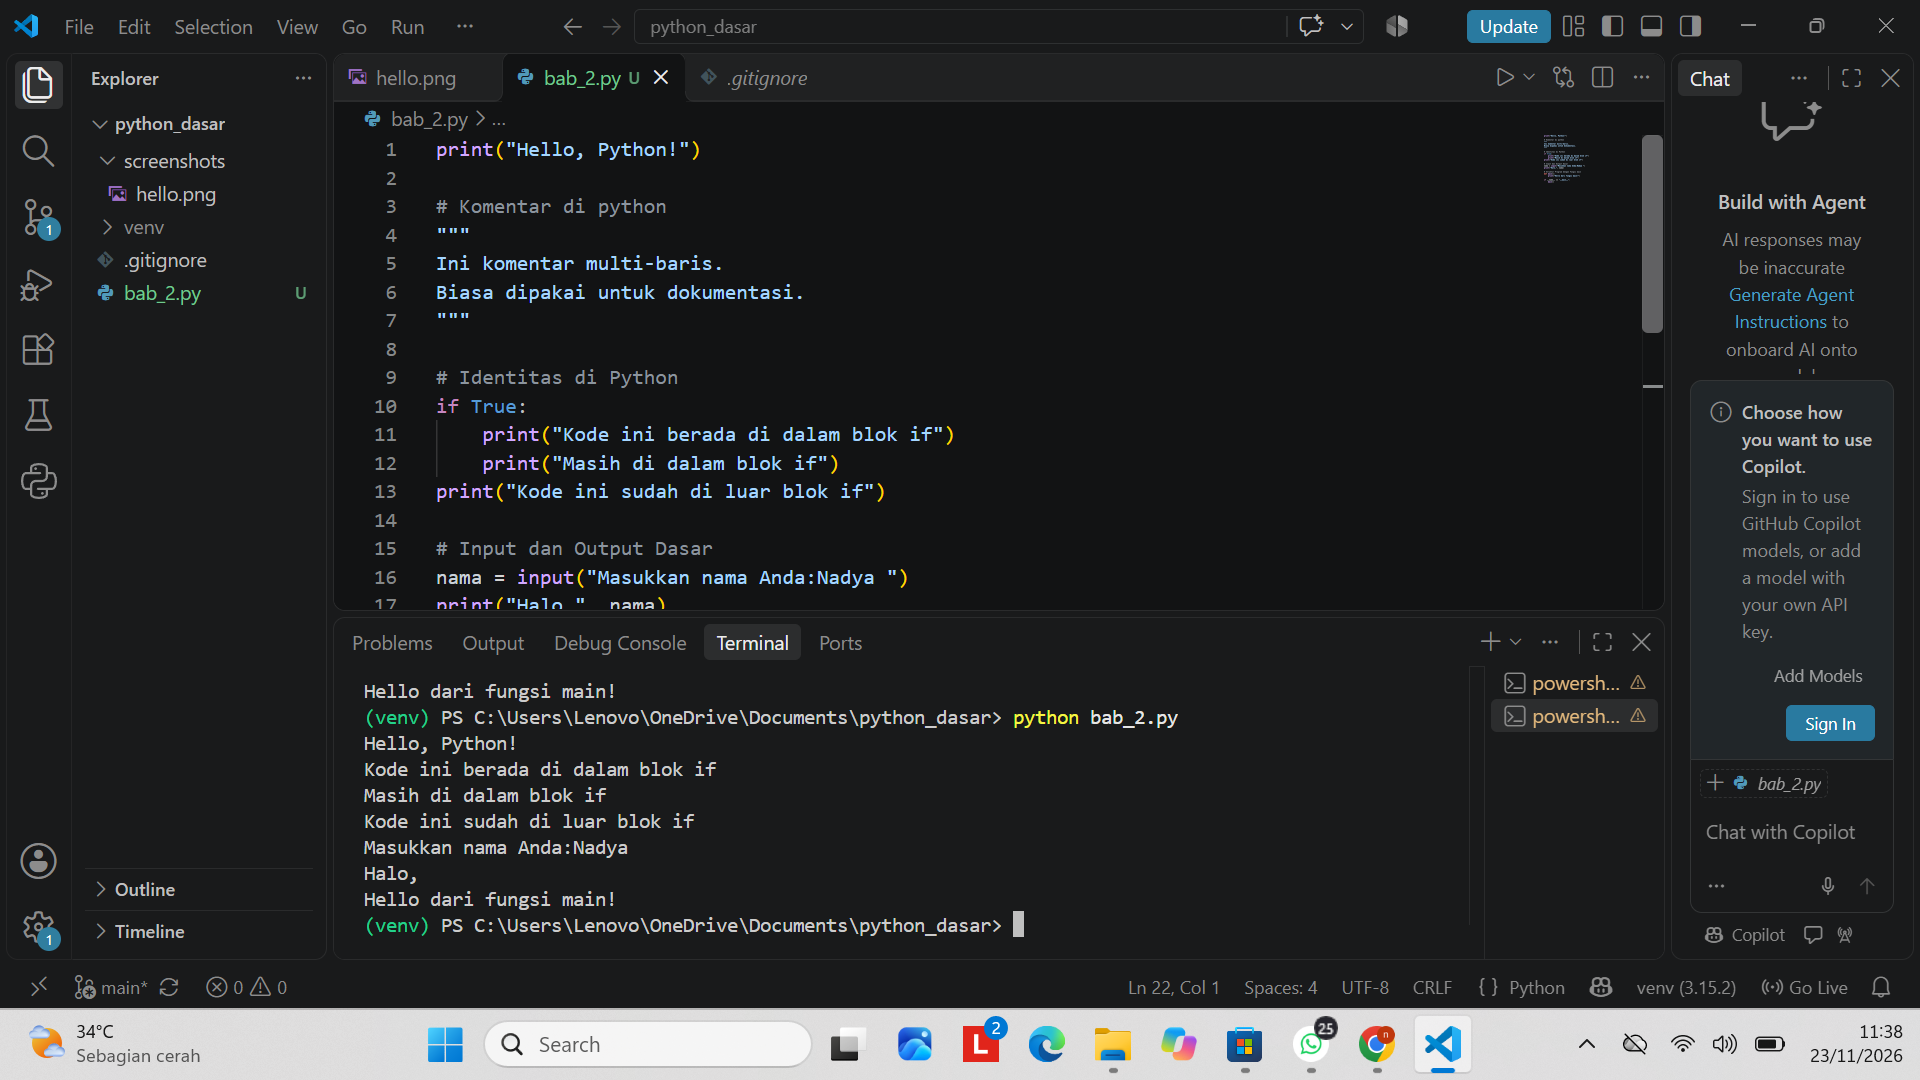 File Edit Selection View Go Run ··· python_dasar Update
Explorer ···
python_dasar
screenshots
hello.png
venv
.gitignore
bab_2.py U
Outline
Timeline
hello.png bab_2.py U .gitignore
bab_2.py > ...
1 print("Hello, Python!")
2
3 # Komentar di python
4 """
5 Ini komentar multi-baris.
6 Biasa dipakai untuk dokumentasi.
7 """
8
9 # Identitas di Python
10 if True:
11 print("Kode ini berada di dalam blok if")
12 print("Masih di dalam blok if")
13 print("Kode ini sudah di luar blok if")
14
15 # Input dan Output Dasar
16 nama = input("Masukkan nama Anda:Nadya ")
17 print("Halo,", nama)
Problems Output Debug Console Terminal Ports
Hello dari fungsi main!
(venv) PS C:\Users\Lenovo\OneDrive\Documents\python_dasar> python bab_2.py
Hello, Python!
Kode ini berada di dalam blok if
Masih di dalam blok if
Kode ini sudah di luar blok if
Masukkan nama Anda:Nadya
Halo,
Hello dari fungsi main!
(venv) PS C:\Users\Lenovo\OneDrive\Documents\python_dasar>
powersh...
powersh...
Chat ···
Build with Agent
AI responses may
be inaccurate
Generate Agent
Instructions to
onboard AI onto
Choose how
you want to use
Copilot.
Sign in to use
GitHub Copilot
models, or add
a model with
your own API
key.
Add Models
Sign In
bab_2.py
Chat with Copilot
Copilot
1
1
main* 0 0 Ln 22, Col 1 Spaces: 4 UTF-8 CRLF { } Python venv (3.15.2) Go Live
34°C
Sebagian cerah
Search
L 2
25
n
11:38
23/11/2026